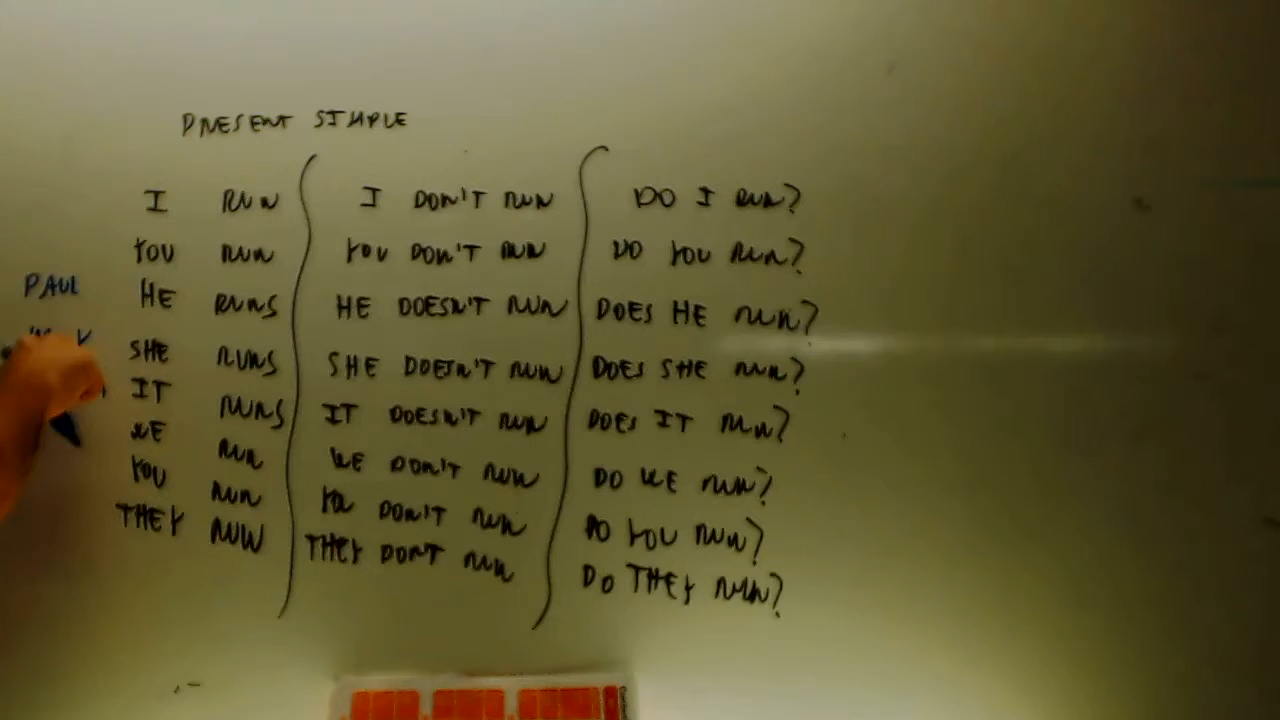 PRESENT SIMPLE
I RUN I DON'T RUN DO I RUN?
YOU RUN YOU DON'T RUN DO YOU RUN?
PAUL HE RUNS HE DOESN'T RUN DOES HE RUN?
SHE RUNS SHE DOESN'T RUN DOES SHE RUN?
IT RUNS IT DOESN'T RUN DOES IT RUN?
WE RUN WE DON'T RUN DO WE RUN?
YOU RUN YOU DON'T RUN DO YOU RUN?
THEY RUN THEY DON'T RUN DO THEY RUN?